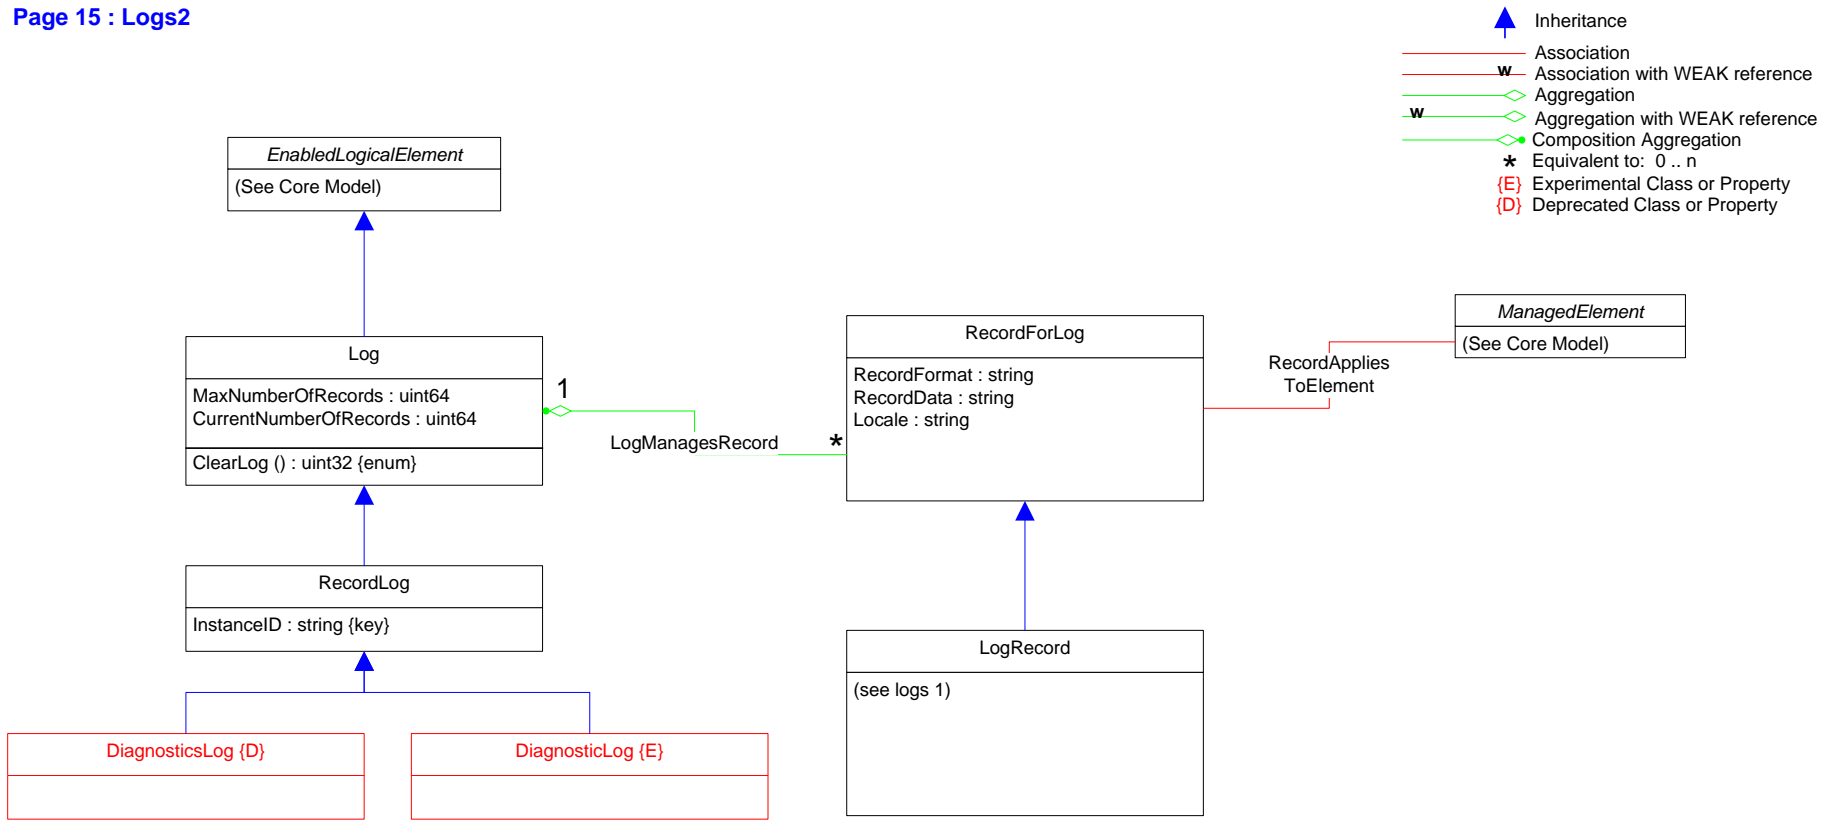 Page 15 : Logs2
Inheritance
Association
w Association with WEAK reference
Aggregation
w Aggregation with WEAK reference
Composition Aggregation
* Equivalent to: 0 .. n
{E} Experimental Class or Property
{D} Deprecated Class or Property
EnabledLogicalElement
(See Core Model)
Log
MaxNumberOfRecords : uint64
CurrentNumberOfRecords : uint64
ClearLog () : uint32 {enum}
1
LogManagesRecord
*
RecordForLog
RecordFormat : string
RecordData : string
Locale : string
RecordApplies
ToElement
ManagedElement
(See Core Model)
RecordLog
InstanceID : string {key}
LogRecord
(see logs 1)
DiagnosticsLog {D}
DiagnosticLog {E}